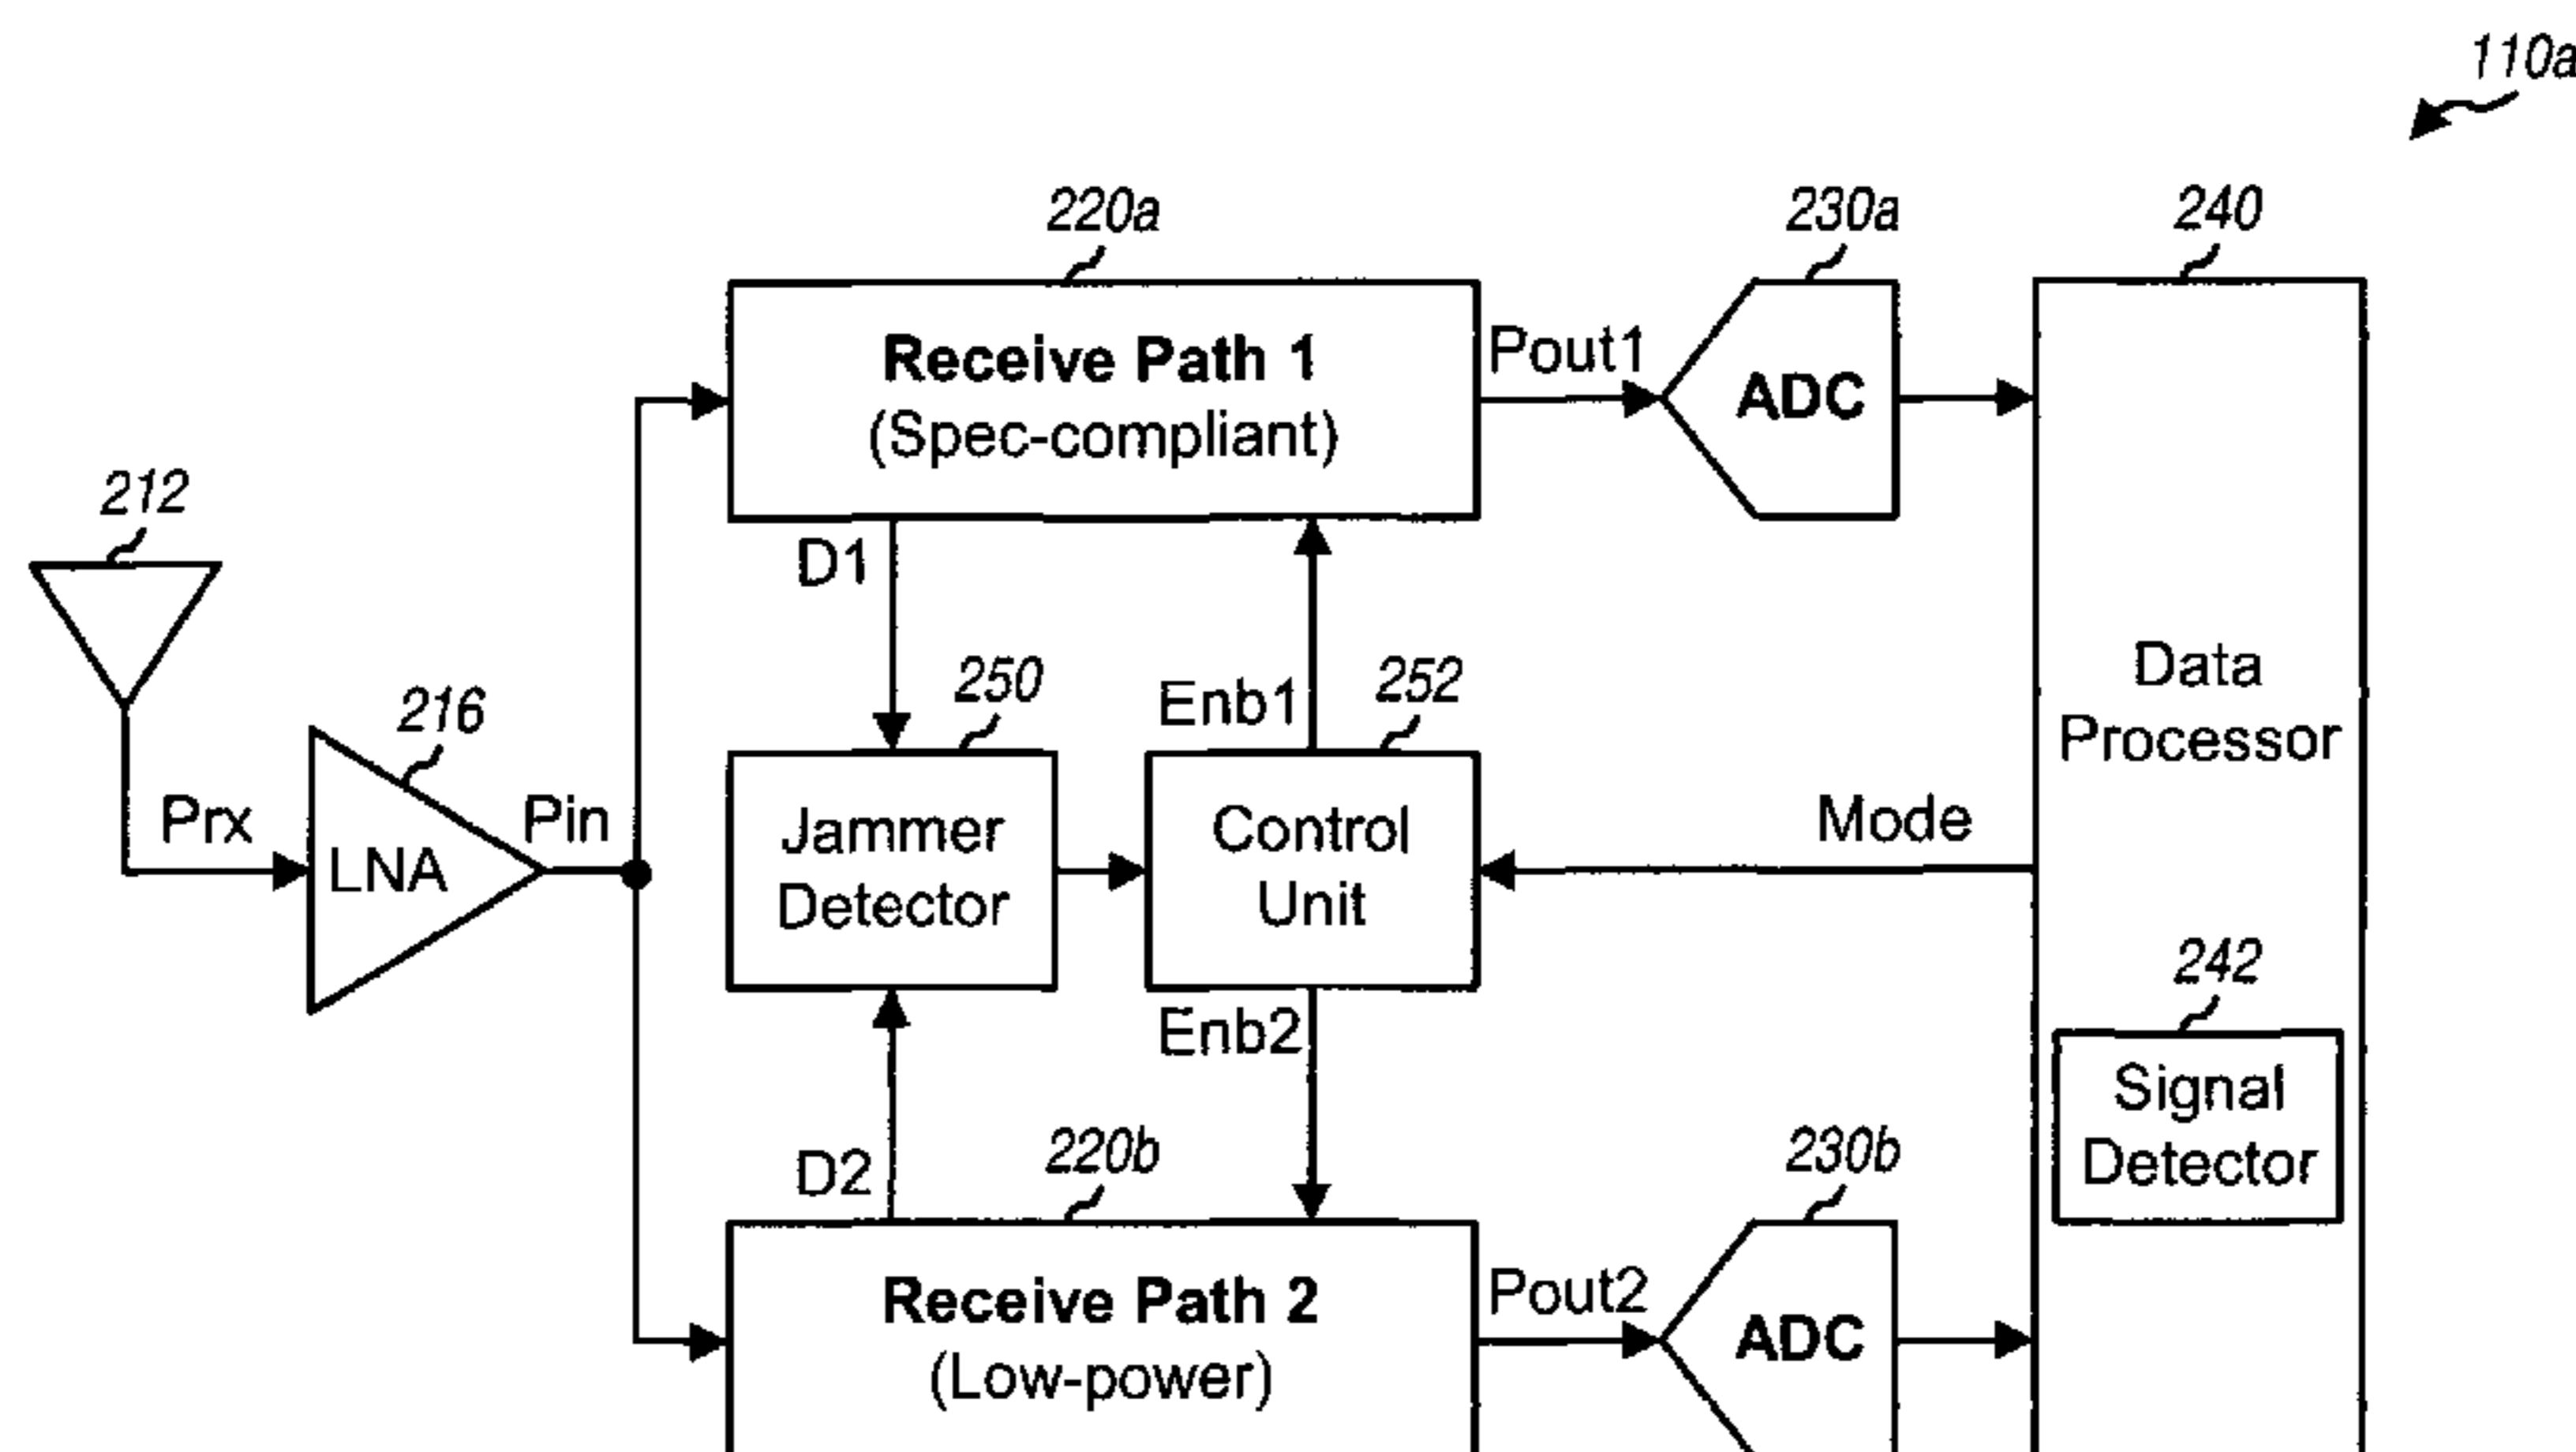 110a
220a
230a
240
Receive Path 1
(Spec-compliant)
Pout1
ADC
212
D1
Data
Processor
250
Enb1
252
216
Prx
LNA
Pin
Jammer
Detector
Control
Unit
Mode
242
Enb2
Signal
Detector
D2
220b
230b
Receive Path 2
(Low-power)
Pout2
ADC